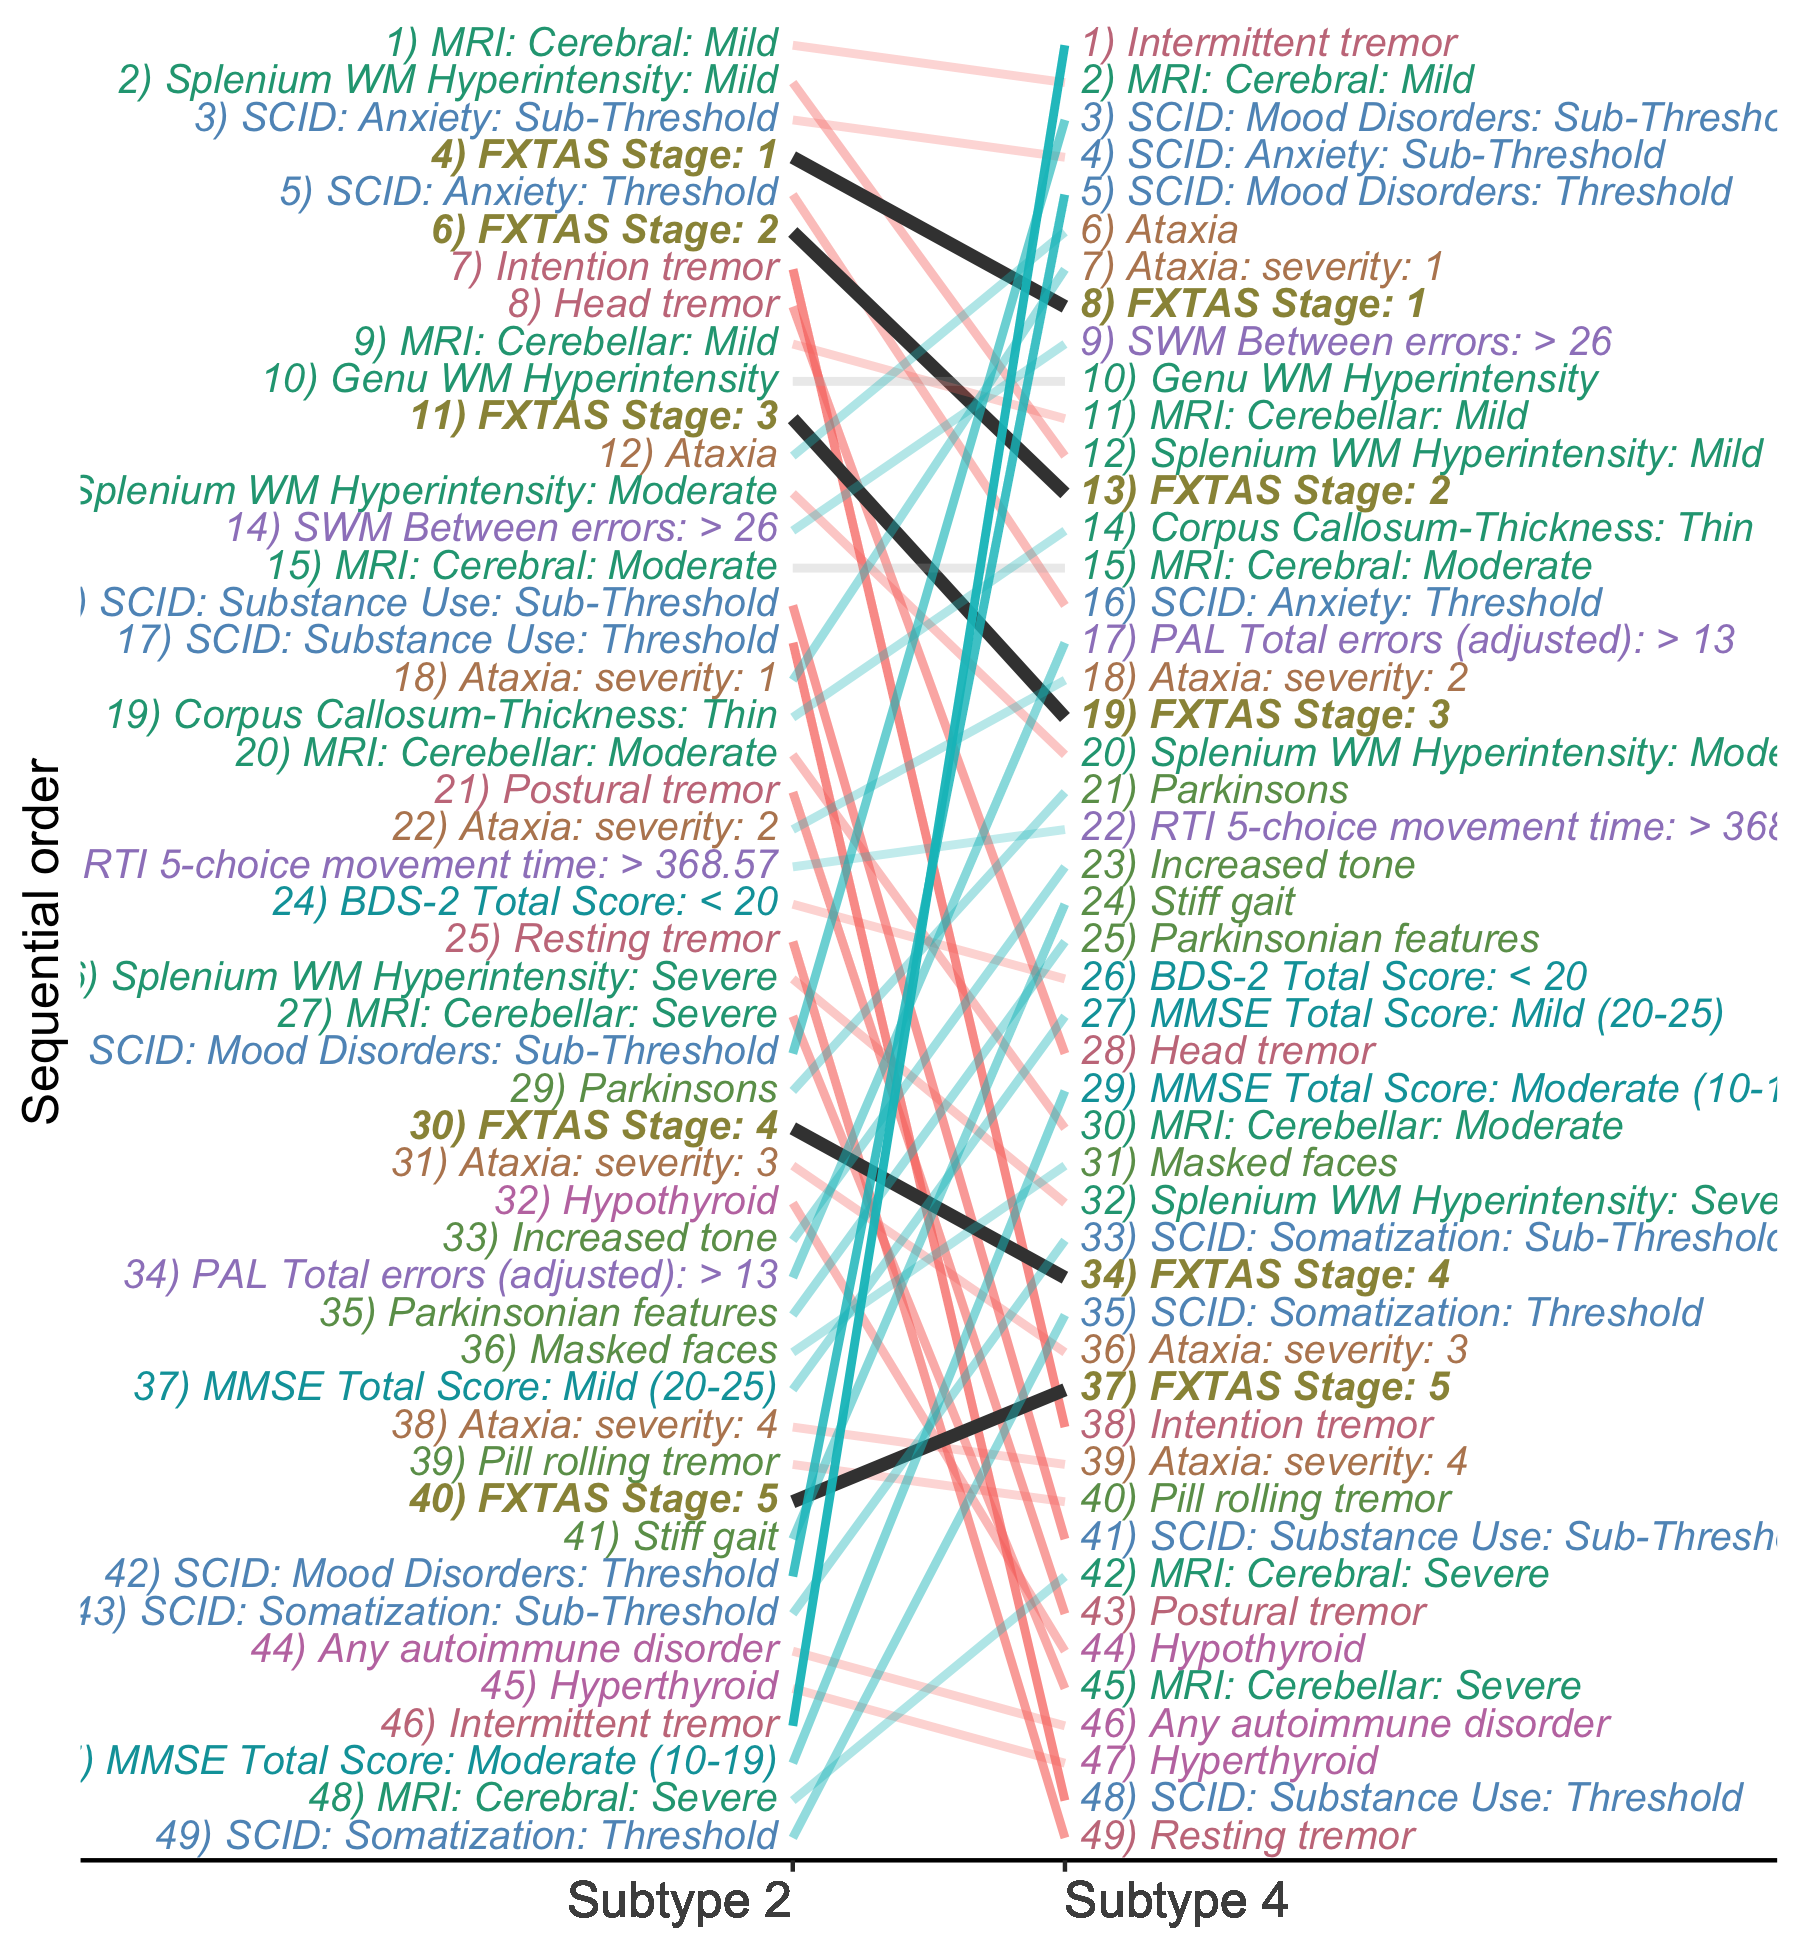 1) MRI: Cerebral: Mild
2) Splenium WM Hyperintensity: Mild
3) SCID: Anxiety: Sub-Threshold
4) FXTAS Stage: 1
5) SCID: Anxiety: Threshold
6) FXTAS Stage: 2
7) Intention tremor
8) Head tremor
9) MRI: Cerebellar: Mild
10) Genu WM Hyperintensity
11) FXTAS Stage: 3
12) Ataxia
Splenium WM Hyperintensity: Moderate
14) SWM Between errors: > 26
15) MRI: Cerebral: Moderate
) SCID: Substance Use: Sub-Threshold
17) SCID: Substance Use: Threshold
18) Ataxia: severity: 1
19) Corpus Callosum-Thickness: Thin
20) MRI: Cerebellar: Moderate
21) Postural tremor
22) Ataxia: severity: 2
RTI 5-choice movement time: > 368.57
24) BDS-2 Total Score: < 20
25) Resting tremor
) Splenium WM Hyperintensity: Severe
27) MRI: Cerebellar: Severe
SCID: Mood Disorders: Sub-Threshold
29) Parkinsons
30) FXTAS Stage: 4
31) Ataxia: severity: 3
32) Hypothyroid
33) Increased tone
34) PAL Total errors (adjusted): > 13
35) Parkinsonian features
36) Masked faces
37) MMSE Total Score: Mild (20-25)
38) Ataxia: severity: 4
39) Pill rolling tremor
40) FXTAS Stage: 5
41) Stiff gait
42) SCID: Mood Disorders: Threshold
43) SCID: Somatization: Sub-Threshold
44) Any autoimmune disorder
45) Hyperthyroid
46) Intermittent tremor
) MMSE Total Score: Moderate (10-19)
48) MRI: Cerebral: Severe
49) SCID: Somatization: Threshold
1) Intermittent tremor
2) MRI: Cerebral: Mild
3) SCID: Mood Disorders: Sub-Thresho
4) SCID: Anxiety: Sub-Threshold
5) SCID: Mood Disorders: Threshold
6) Ataxia
7) Ataxia: severity: 1
8) FXTAS Stage: 1
9) SWM Between errors: > 26
10) Genu WM Hyperintensity
11) MRI: Cerebellar: Mild
12) Splenium WM Hyperintensity: Mild
13) FXTAS Stage: 2
14) Corpus Callosum-Thickness: Thin
15) MRI: Cerebral: Moderate
16) SCID: Anxiety: Threshold
17) PAL Total errors (adjusted): > 13
18) Ataxia: severity: 2
19) FXTAS Stage: 3
20) Splenium WM Hyperintensity: Mode
21) Parkinsons
22) RTI 5-choice movement time: > 368
23) Increased tone
24) Stiff gait
25) Parkinsonian features
26) BDS-2 Total Score: < 20
27) MMSE Total Score: Mild (20-25)
28) Head tremor
29) MMSE Total Score: Moderate (10-1
30) MRI: Cerebellar: Moderate
31) Masked faces
32) Splenium WM Hyperintensity: Seve
33) SCID: Somatization: Sub-Threshold
34) FXTAS Stage: 4
35) SCID: Somatization: Threshold
36) Ataxia: severity: 3
37) FXTAS Stage: 5
38) Intention tremor
39) Ataxia: severity: 4
40) Pill rolling tremor
41) SCID: Substance Use: Sub-Thresh
42) MRI: Cerebral: Severe
43) Postural tremor
44) Hypothyroid
45) MRI: Cerebellar: Severe
46) Any autoimmune disorder
47) Hyperthyroid
48) SCID: Substance Use: Threshold
49) Resting tremor
Sequential order
Subtype 2
Subtype 4